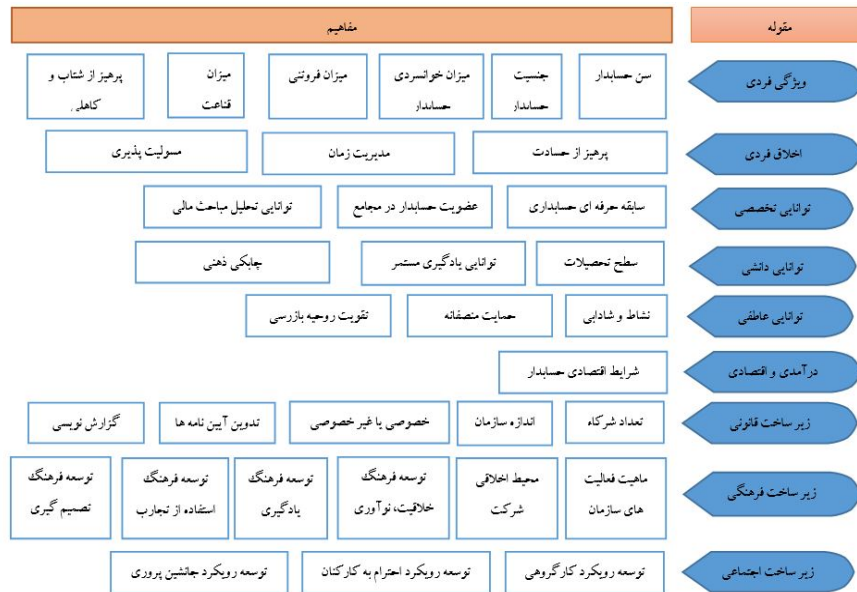 مقوله
مفاهیم
ویژگی فردی
سن حسابدار
جنسیت
حسابدار
میزان خوانسردی
حسابدار
میزان فروتنی
میزان
قناعت
پرهیز از شتاب و
کاهلی
اخلاق فردی
پرهیز از حسادت
مدیریت زمان
مسولیت پذیری
توانایی تخصصی
سابقه حرفه ای حسابداری
عضویت حسابدار در مجامع
توانایی تحلیل مباحث مالی
توانایی دانشی
سطح تحصیلات
توانایی یادگیری مستمر
چابکی ذهنی
توانایی عاطفی
نشاط و شادابی
حمایت منصفانه
تقویت روحیه بازرسی
درآمدی و اقتصادی
شرایط اقتصادی حسابدار
زیر ساخت قانونی
تعداد شرکاه
اندازه سازمان
خصوصی یا غیر خصوصی
تدوین آیین نامه ها
گزارش نویسی
زیر ساخت فرهنگی
ماهیت فعالیت
های سازمان
محیط اخلاقی
شرکت
توسعه فرهنگ
خلاقیت، نوآوری
توسعه فرهنگ
یادگیری
توسعه فرهنگ
استفاده از تجارب
توسعه فرهنگ
تصمیم گیری
زیر ساخت اجتماعی
توسعه رویکرد کارگروهی
توسعه رویکرد احترام به کارکنان
توسعه رویکرد جانشین پروری